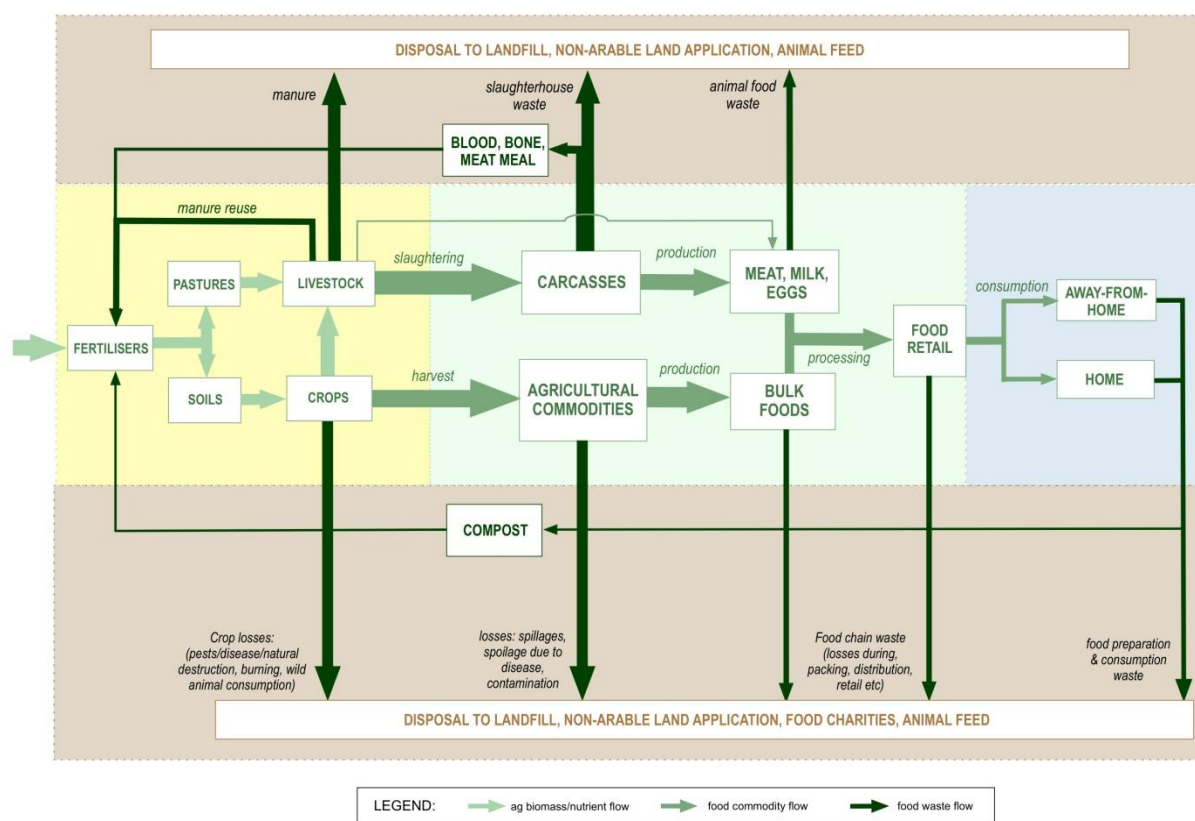 DISPOSAL TO LANDFILL, NON-ARABLE LAND APPLICATION, ANIMAL FEED
manure
slaughterhouse
waste
animal food
waste
BLOOD, BONE,
MEAT MEAL
manure reuse
slaughtering
production
PASTURES
LIVESTOCK
CARCASSES
MEAT, MILK,
EGGS
consumption
AWAY-FROM-
HOME
FERTILISERS
FOOD
RETAIL
processing
harvest
production
SOILS
CROPS
AGRICULTURAL
COMMODITIES
BULK
FOODS
HOME
COMPOST
Crop losses:
(pests/disease/natural
destruction, burning, wild
animal consumption)
losses: spillages,
spoilage due to
disease,
contamination
Food chain waste
(losses during,
packing, distribution,
retail etc)
food preparation
& consumption
waste
DISPOSAL TO LANDFILL, NON-ARABLE LAND APPLICATION, FOOD CHARITIES, ANIMAL FEED
LEGEND:
ag biomass/nutrient flow
food commodity flow
food waste flow